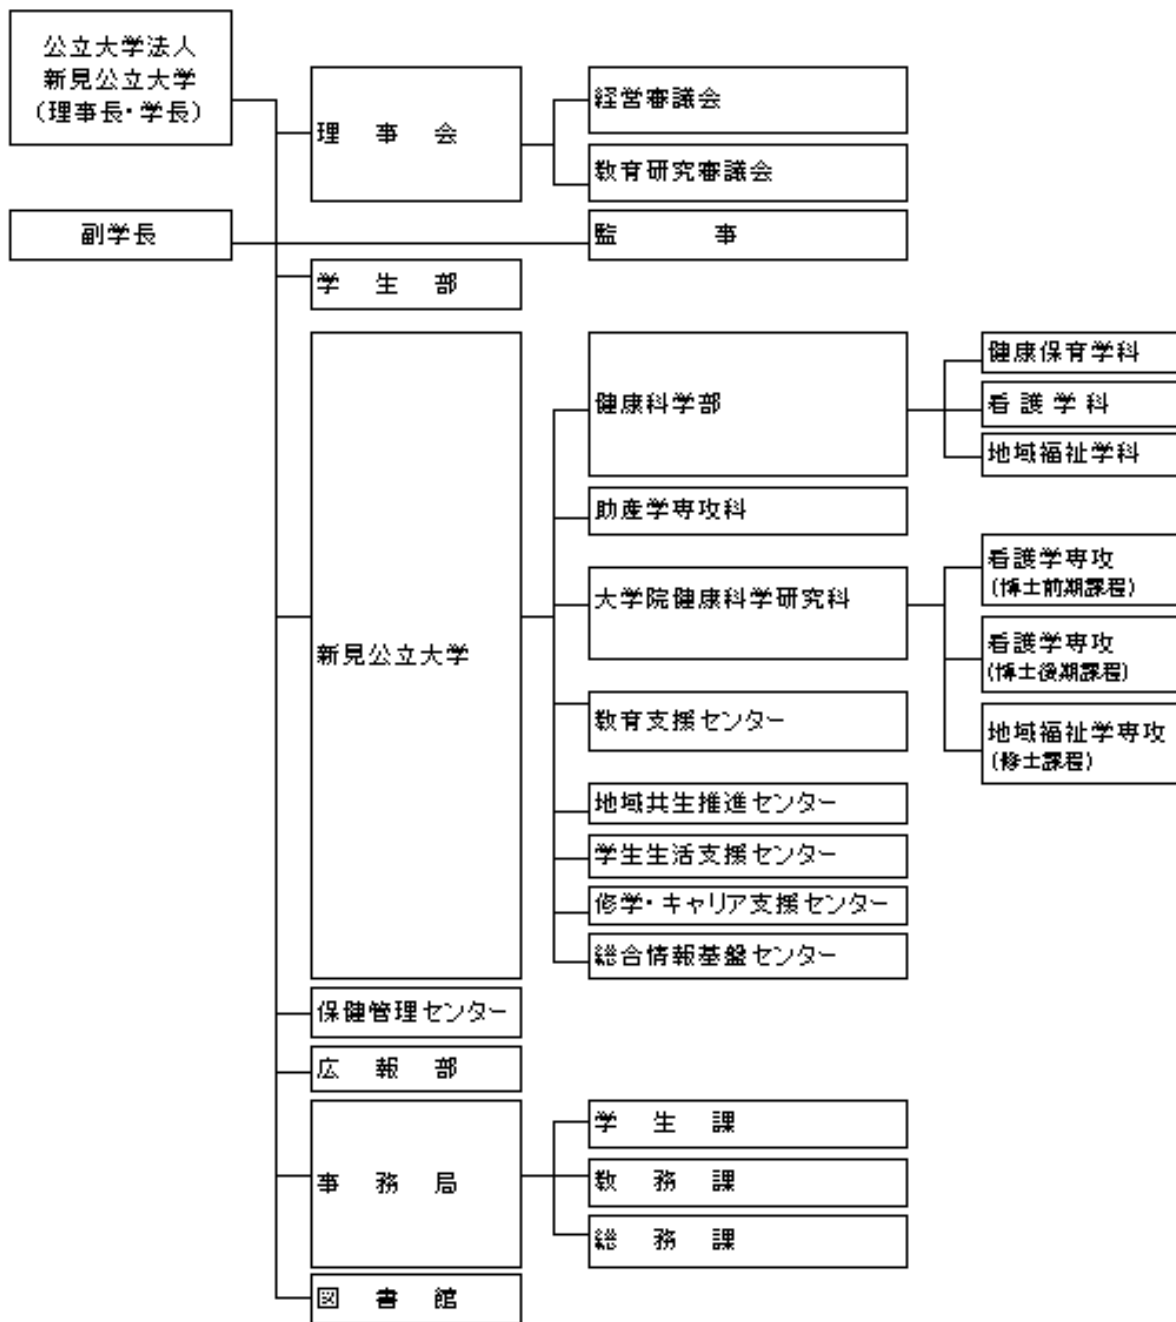 公立大学法人
新見公立大学
(理事長・学長)
理事会
経営審議会
教育研究審議会
副学長
監事
学生部
新見公立大学
健康科学部
健康保育学科
看護学科
地域福祉学科
助産学専攻科
大学院健康科学研究科
看護学専攻
(博士前期課程)
看護学専攻
(博士後期課程)
地域福祉学専攻
(修士課程)
教育支援センター
地域共生推進センター
学生生活支援センター
修学・キャリア支援センター
総合情報基盤センター
保健管理センター
広報部
事務局
学生課
教務課
総務課
図書館